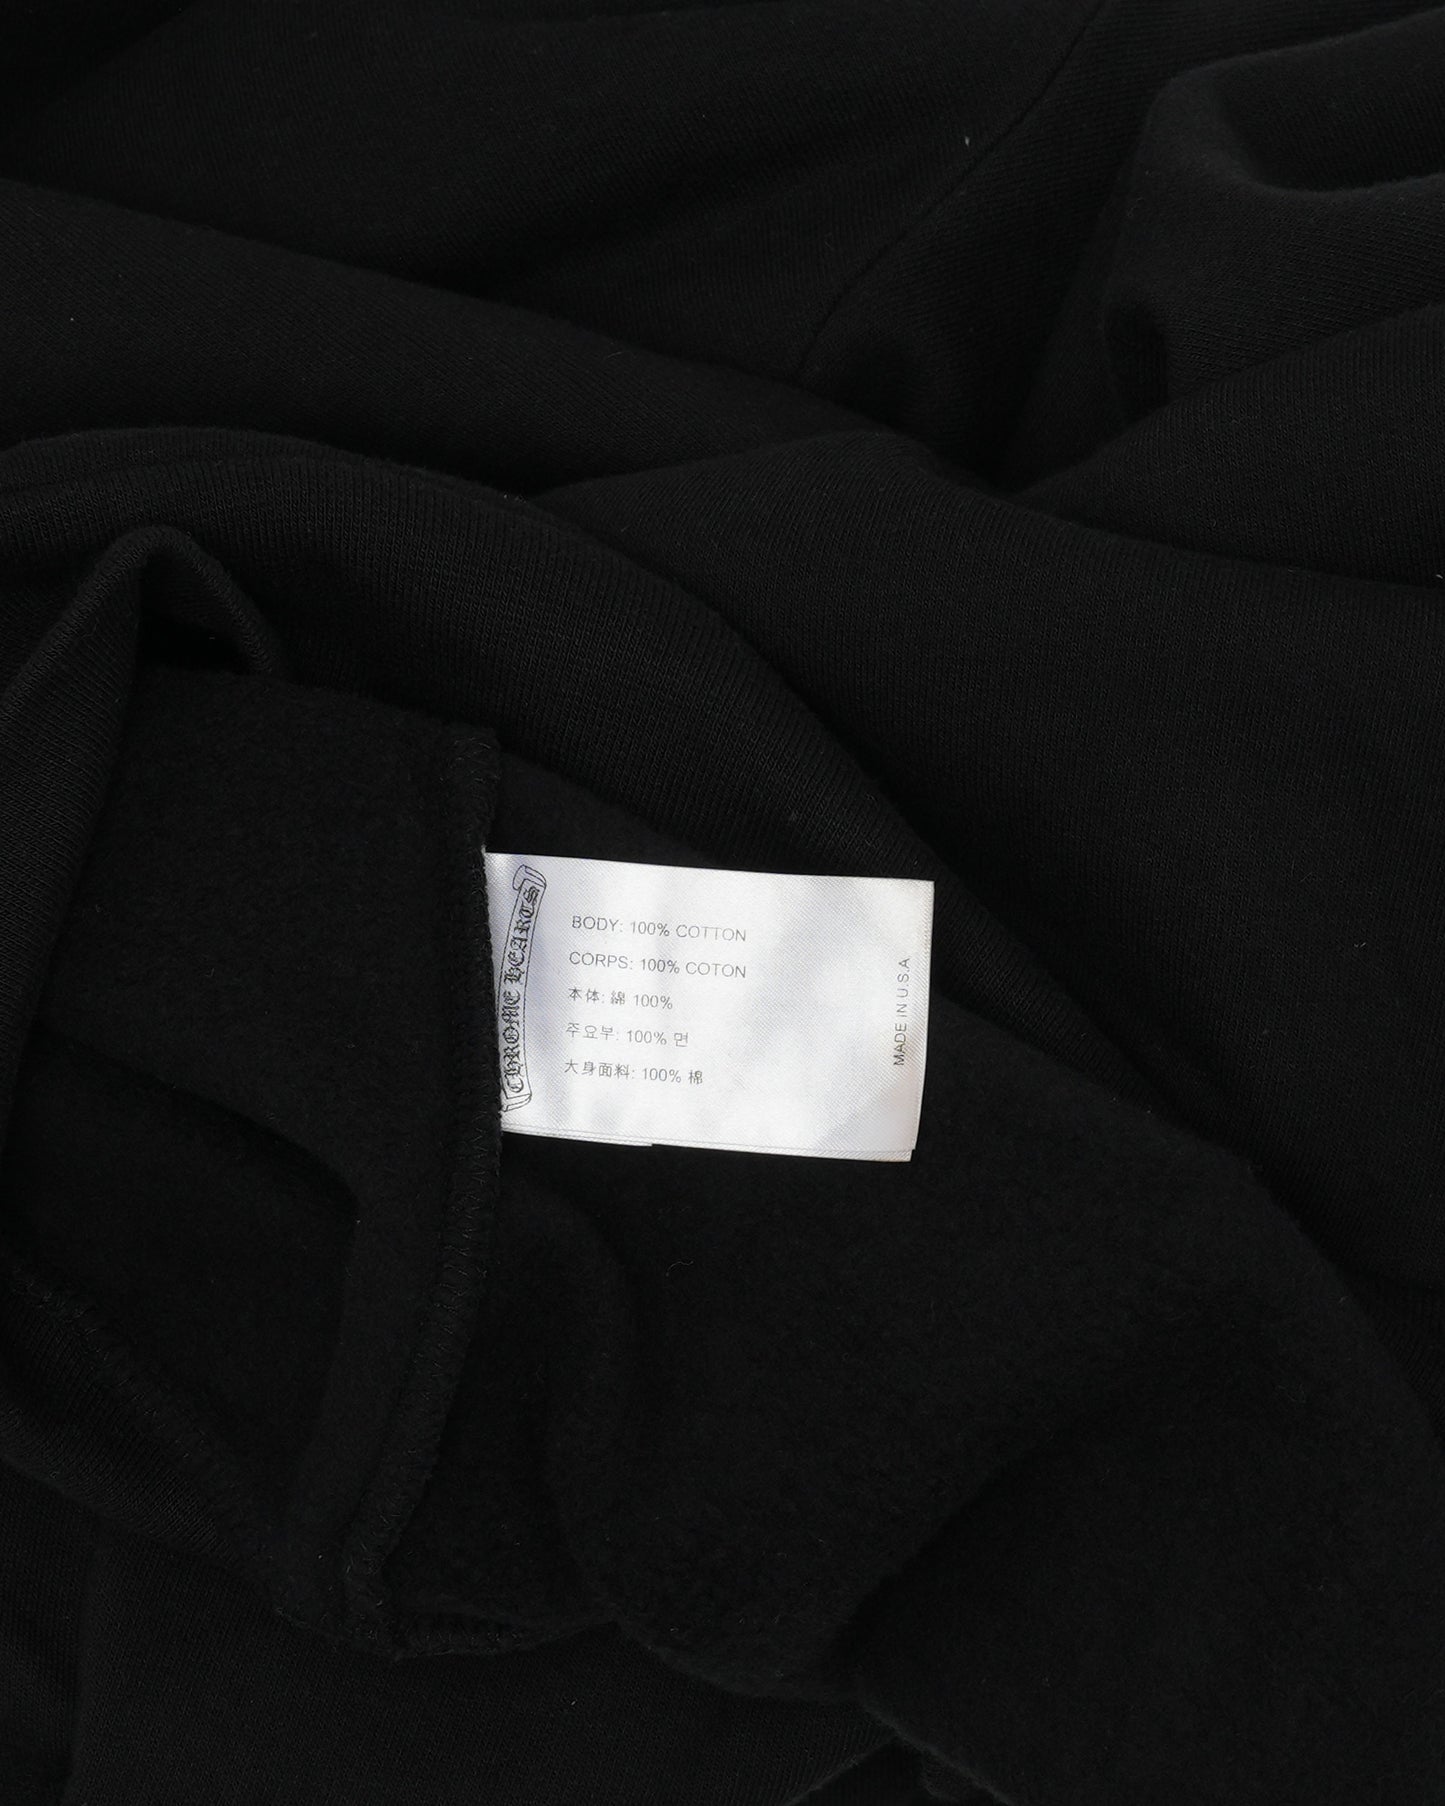 CHROME HEARTS
BODY: 100% COTTON
CORPS: 100% COTON
本体: 綿 100%
주요부: 100% 면
大身面料: 100% 棉
MADE IN U.S.A